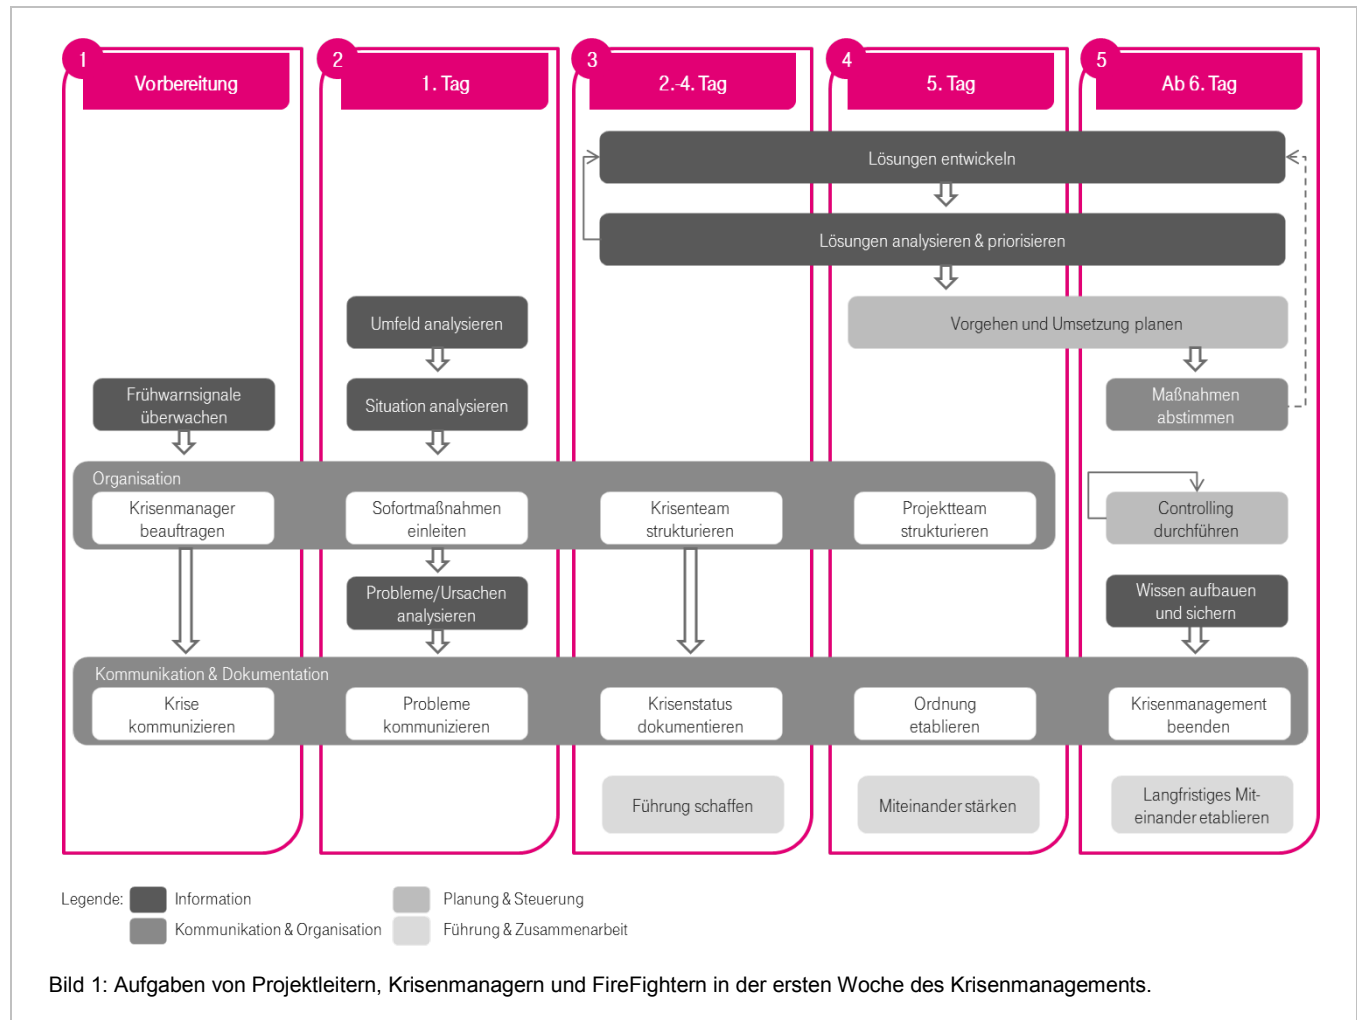 1
Vorbereitung
2
1. Tag
3
2.-4. Tag
4
5. Tag
5
Ab 6. Tag
Lösungen entwickeln
Lösungen analysieren & priorisieren
Umfeld analysieren
Vorgehen und Umsetzung planen
Frühwarnsignale
überwachen
Situation analysieren
Maßnahmen
abstimmen
Organisation
Krisenmanager
beauftragen
Sofortmaßnahmen
einleiten
Krisenteam
strukturieren
Projektteam
strukturieren
Controlling
durchführen
Probleme/Ursachen
analysieren
Wissen aufbauen
und sichern
Kommunikation & Dokumentation
Krise
kommunizieren
Probleme
kommunizieren
Krisenstatus
dokumentieren
Ordnung
etablieren
Krisenmanagement
beenden
Führung schaffen
Miteinander stärken
Langfristiges Mit-
einander etablieren
Legende:
Information
Planung & Steuerung
Kommunikation & Organisation
Führung & Zusammenarbeit
Bild 1: Aufgaben von Projektleitern, Krisenmanagern und FireFightern in der ersten Woche des Krisenmanagements.